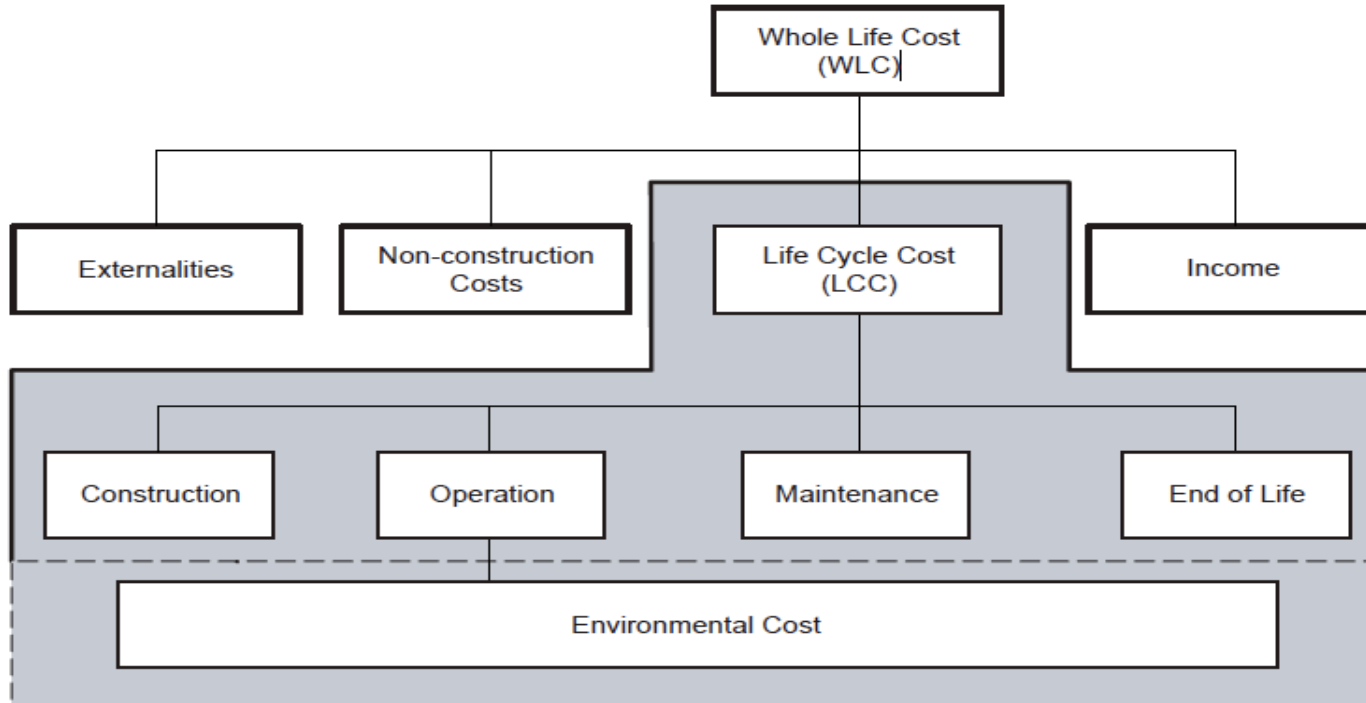 Whole Life Cost
(WLC)
Externalities
Non-construction
Costs
Life Cycle Cost
(LCC)
Income
Construction
Operation
Maintenance
End of Life
Environmental Cost